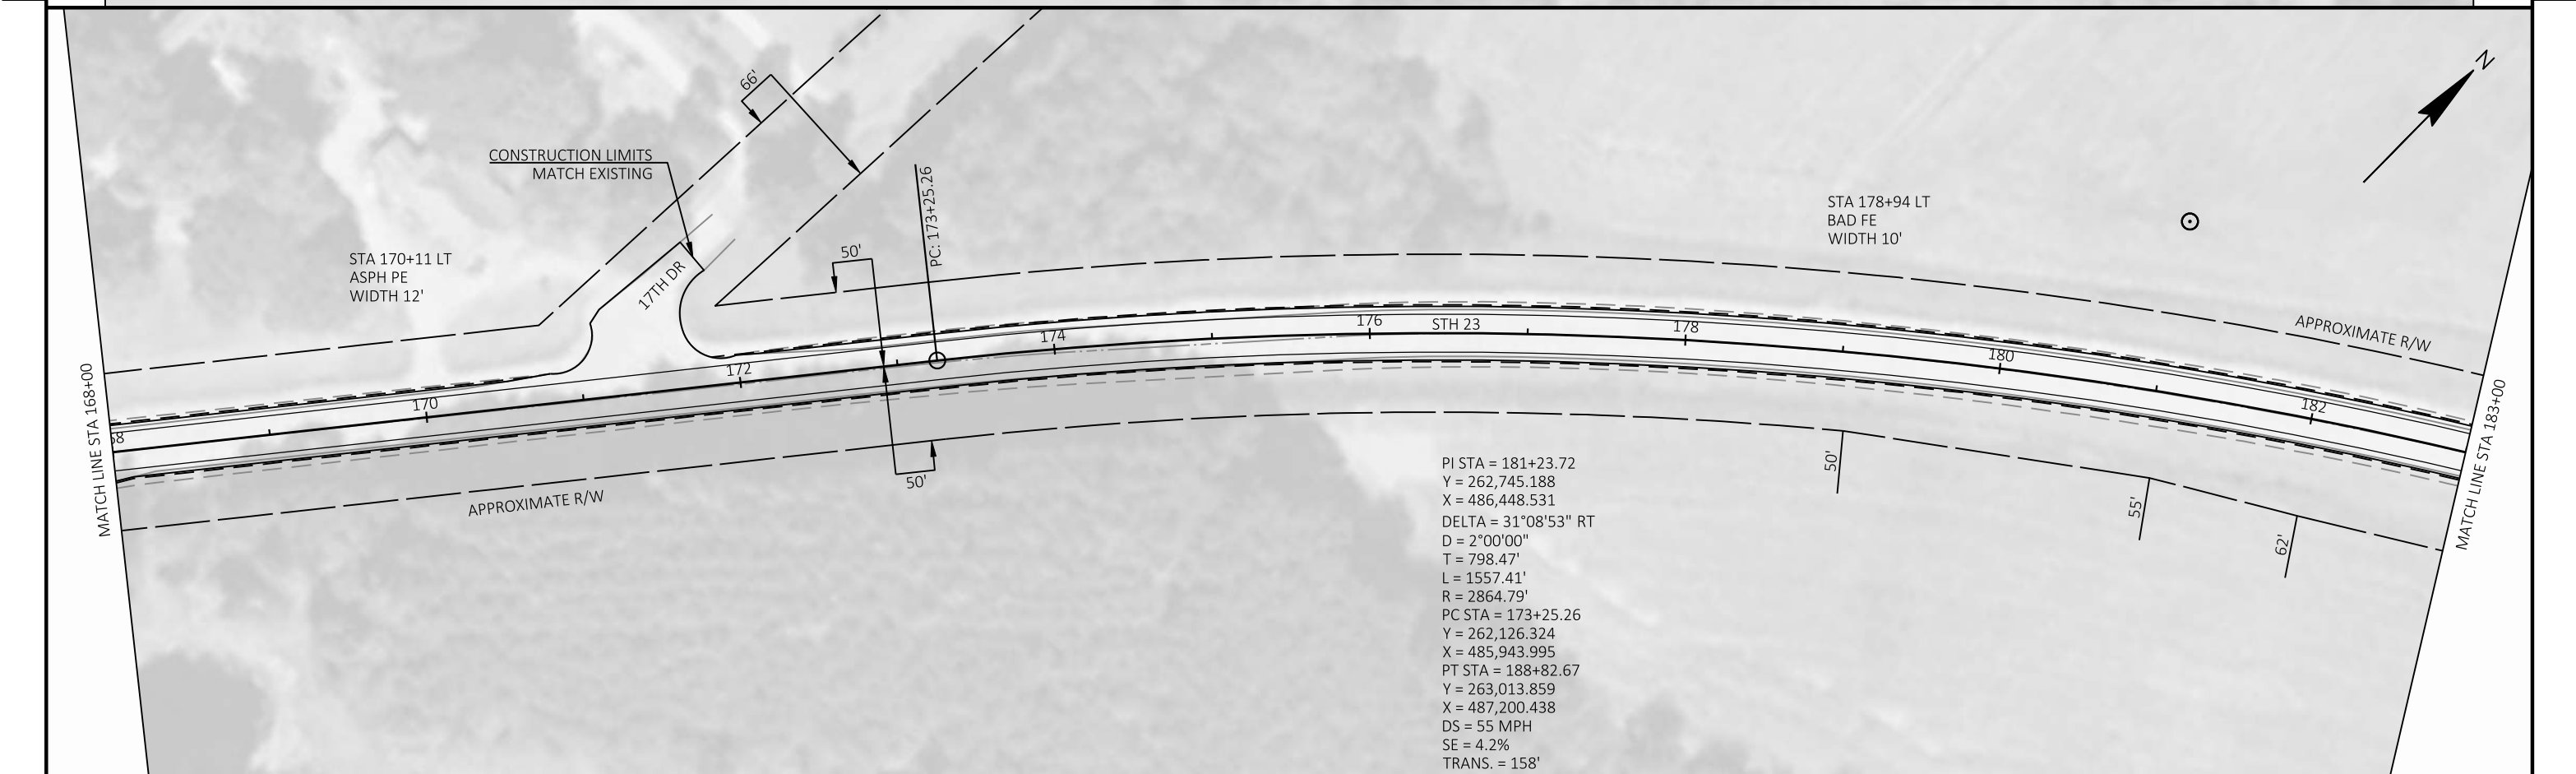 N
66'
CONSTRUCTION LIMITS
MATCH EXISTING
PC: 173+25.26
STA 178+94 LT
BAD FE
WIDTH 10'
STA 170+11 LT
ASPH PE
WIDTH 12'
17TH DR
50'
APPROXIMATE R/W
MATCH LINE STA 168+00
68
170
172
174
176
STH 23
178
180
182
MATCH LINE STA 183+00
50'
APPROXIMATE R/W
50'
55'
62'
PI STA = 181+23.72
Y = 262,745.188
X = 486,448.531
DELTA = 31°08'53" RT
D = 2°00'00"
T = 798.47'
L = 1557.41'
R = 2864.79'
PC STA = 173+25.26
Y = 262,126.324
X = 485,943.995
PT STA = 188+82.67
Y = 263,013.859
X = 487,200.438
DS = 55 MPH
SE = 4.2%
TRANS. = 158'